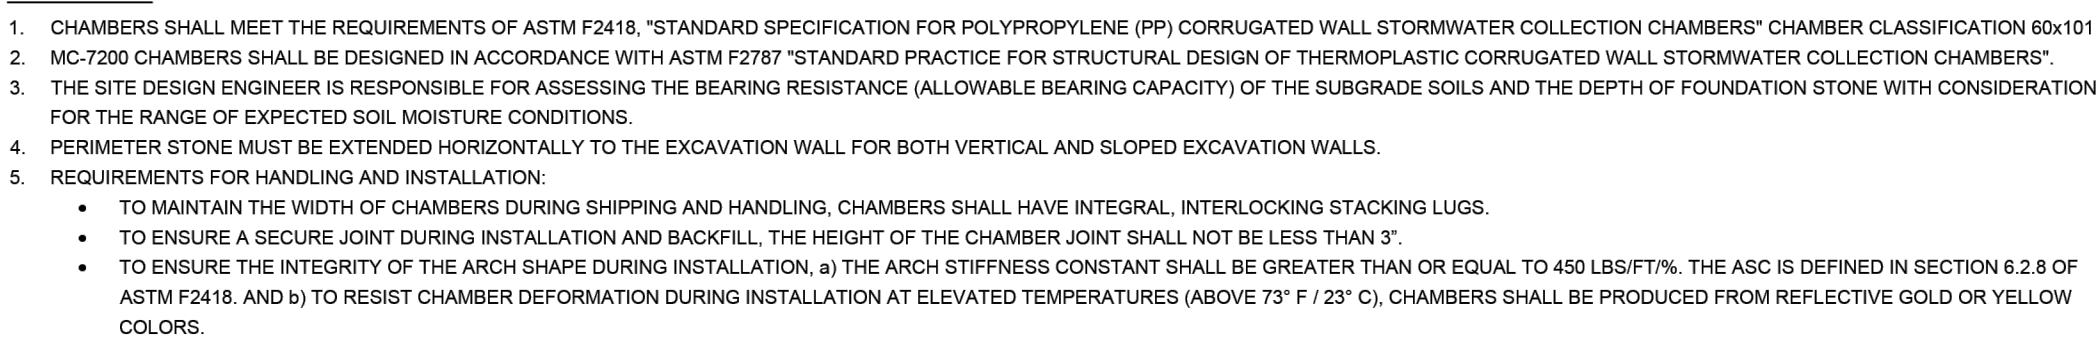 1. CHAMBERS SHALL MEET THE REQUIREMENTS OF ASTM F2418, "STANDARD SPECIFICATION FOR POLYPROPYLENE (PP) CORRUGATED WALL STORMWATER COLLECTION CHAMBERS" CHAMBER CLASSIFICATION 60x101
2. MC-7200 CHAMBERS SHALL BE DESIGNED IN ACCORDANCE WITH ASTM F2787 "STANDARD PRACTICE FOR STRUCTURAL DESIGN OF THERMOPLASTIC CORRUGATED WALL STORMWATER COLLECTION CHAMBERS".
3. THE SITE DESIGN ENGINEER IS RESPONSIBLE FOR ASSESSING THE BEARING RESISTANCE (ALLOWABLE BEARING CAPACITY) OF THE SUBGRADE SOILS AND THE DEPTH OF FOUNDATION STONE WITH CONSIDERATION
FOR THE RANGE OF EXPECTED SOIL MOISTURE CONDITIONS.
4. PERIMETER STONE MUST BE EXTENDED HORIZONTALLY TO THE EXCAVATION WALL FOR BOTH VERTICAL AND SLOPED EXCAVATION WALLS.
5. REQUIREMENTS FOR HANDLING AND INSTALLATION:
• TO MAINTAIN THE WIDTH OF CHAMBERS DURING SHIPPING AND HANDLING, CHAMBERS SHALL HAVE INTEGRAL, INTERLOCKING STACKING LUGS.
• TO ENSURE A SECURE JOINT DURING INSTALLATION AND BACKFILL, THE HEIGHT OF THE CHAMBER JOINT SHALL NOT BE LESS THAN 3”.
• TO ENSURE THE INTEGRITY OF THE ARCH SHAPE DURING INSTALLATION, a) THE ARCH STIFFNESS CONSTANT SHALL BE GREATER THAN OR EQUAL TO 450 LBS/FT/%. THE ASC IS DEFINED IN SECTION 6.2.8 OF
ASTM F2418. AND b) TO RESIST CHAMBER DEFORMATION DURING INSTALLATION AT ELEVATED TEMPERATURES (ABOVE 73° F / 23° C), CHAMBERS SHALL BE PRODUCED FROM REFLECTIVE GOLD OR YELLOW
COLORS.